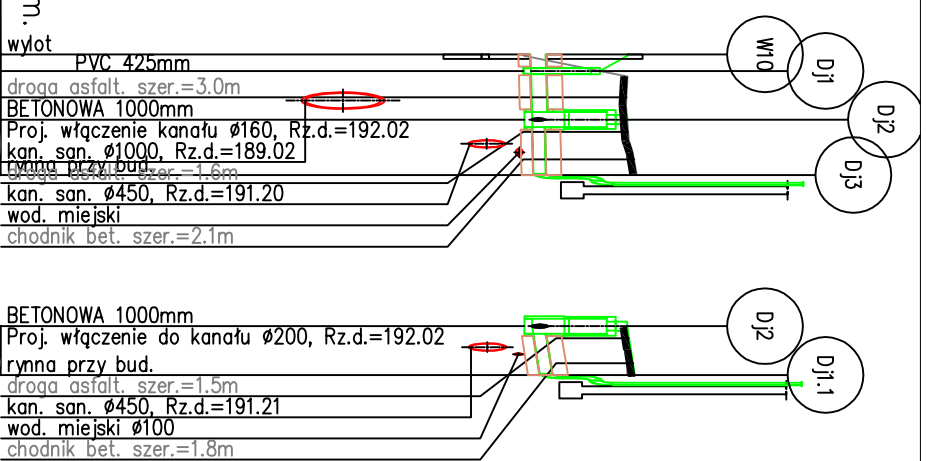 m.
wylot
PVC 425mm
droga asfalt. szer.=3.0m
BETONOWA 1000mm
Proj. włączenie kanału ø160, Rz.d.=192.02
kan. san. ø1000, Rz.d.=189.02
rynna przy bud.
droga asfalt. szer.=1.6m
kan. san. ø450, Rz.d.=191.20
wod. miejski
chodnik bet. szer.=2.1m
W10
Dj1
Dj2
Dj3
BETONOWA 1000mm
Proj. włączenie do kanału ø200, Rz.d.=192.02
rynna przy bud.
droga asfalt. szer.=1.5m
kan. san. ø450, Rz.d.=191.21
wod. miejski ø100
chodnik bet. szer.=1.8m
Dj2
Dj1.1